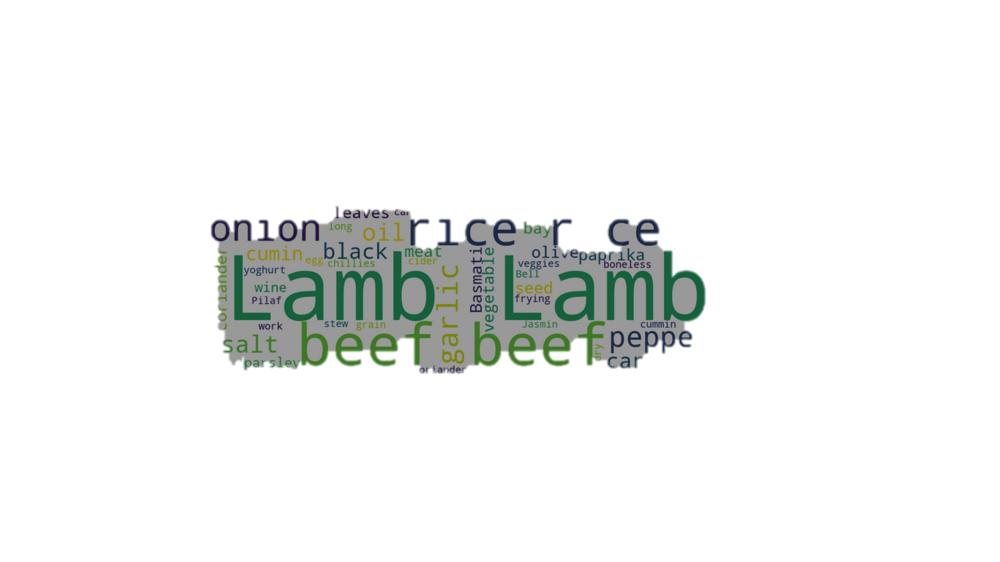 leaves
onion
long
oil
rice
bay
r ce
cumin
black
egg
chillies
meat
cider
olive
paprika
coriander
yoghurt
wine
Pilaf
Lamb
garlic
Basmati
vegetable
veggies
boneless
Bell
seed
frying
Lamb
work
stew
grain
Jasmin
cummin
salt
beef
beef
dry
peppe
parsley
oriander
car